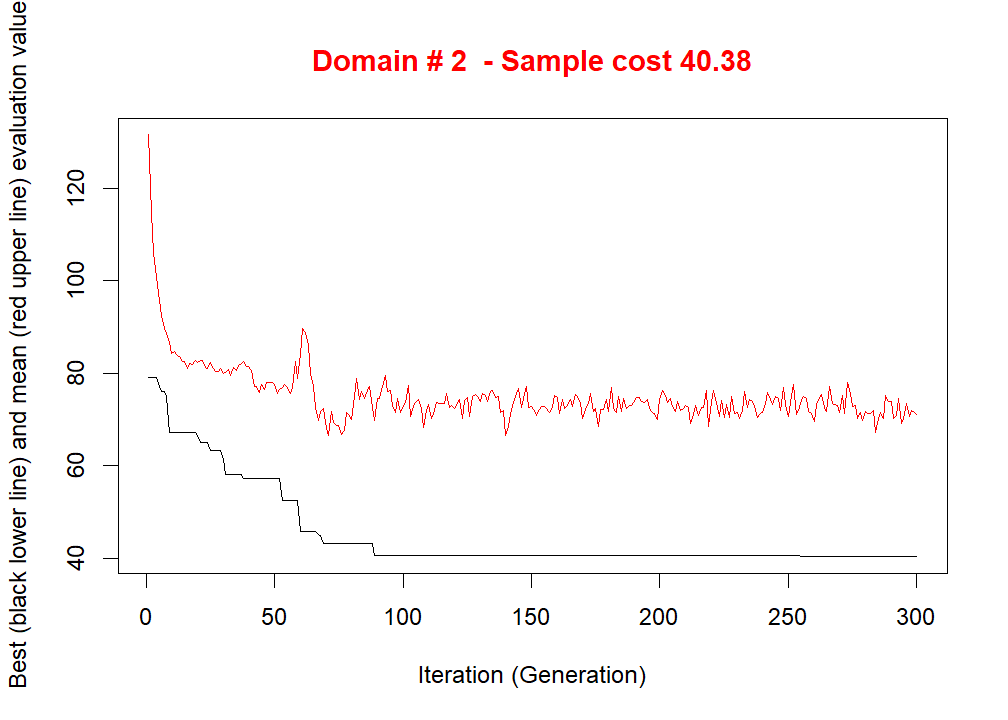 Domain # 2  - Sample cost 40.38
Best (black lower line) and mean (red upper line) evaluation value
120
100
80
60
40
0 50 100 150 200 250 300
Iteration (Generation)